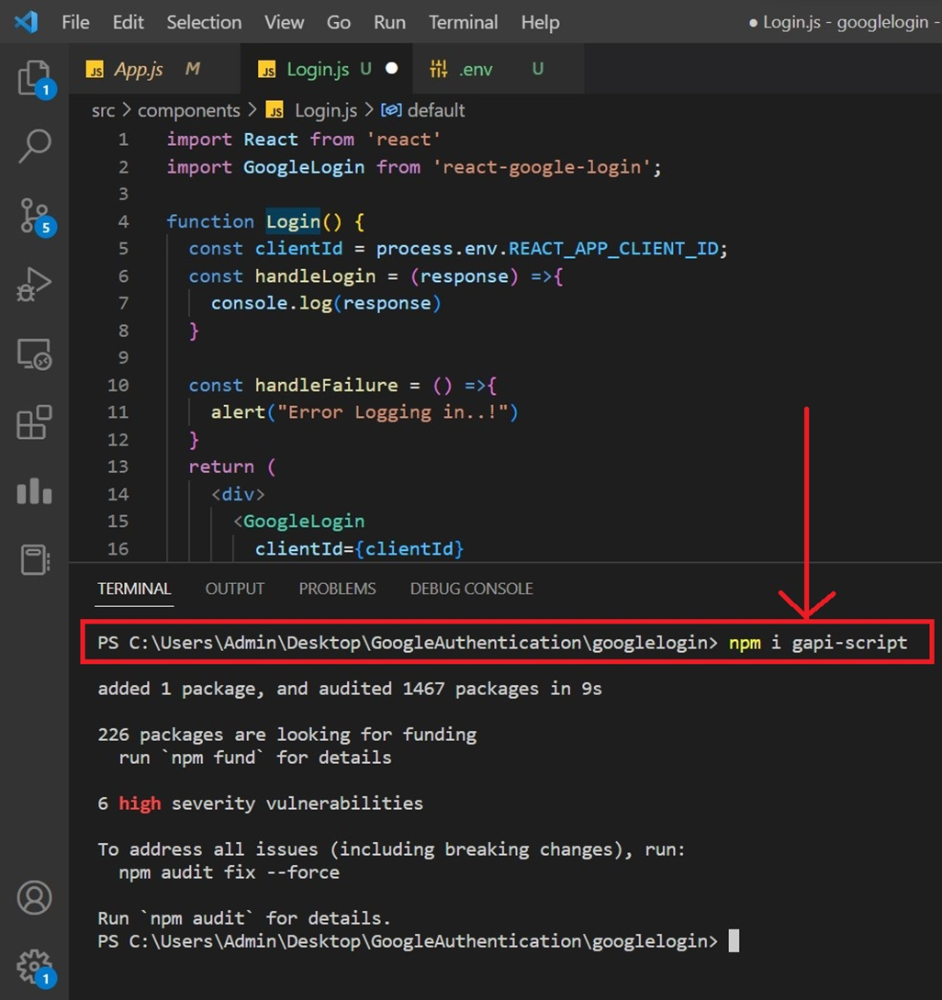 File Edit Selection View Go Run Terminal Help ● Login.js - googlelogin -
JS App.js M JS Login.js U ● .env U
src > components > JS Login.js > default
1 import React from 'react'
2 import GoogleLogin from 'react-google-login';
3
4 function Login() {
5 const clientId = process.env.REACT_APP_CLIENT_ID;
6 const handleLogin = (response) =>{
7 console.log(response)
8 }
9
10 const handleFailure = () =>{
11 alert("Error Logging in..!")
12 }
13 return (
14 <div>
15 <GoogleLogin
16 clientId={clientId}
1
5
TERMINAL OUTPUT PROBLEMS DEBUG CONSOLE
PS C:\Users\Admin\Desktop\GoogleAuthentication\googlelogin> npm i gapi-script
added 1 package, and audited 1467 packages in 9s
226 packages are looking for funding
run `npm fund` for details
6 high severity vulnerabilities
To address all issues (including breaking changes), run:
npm audit fix --force
Run `npm audit` for details.
PS C:\Users\Admin\Desktop\GoogleAuthentication\googlelogin>
1